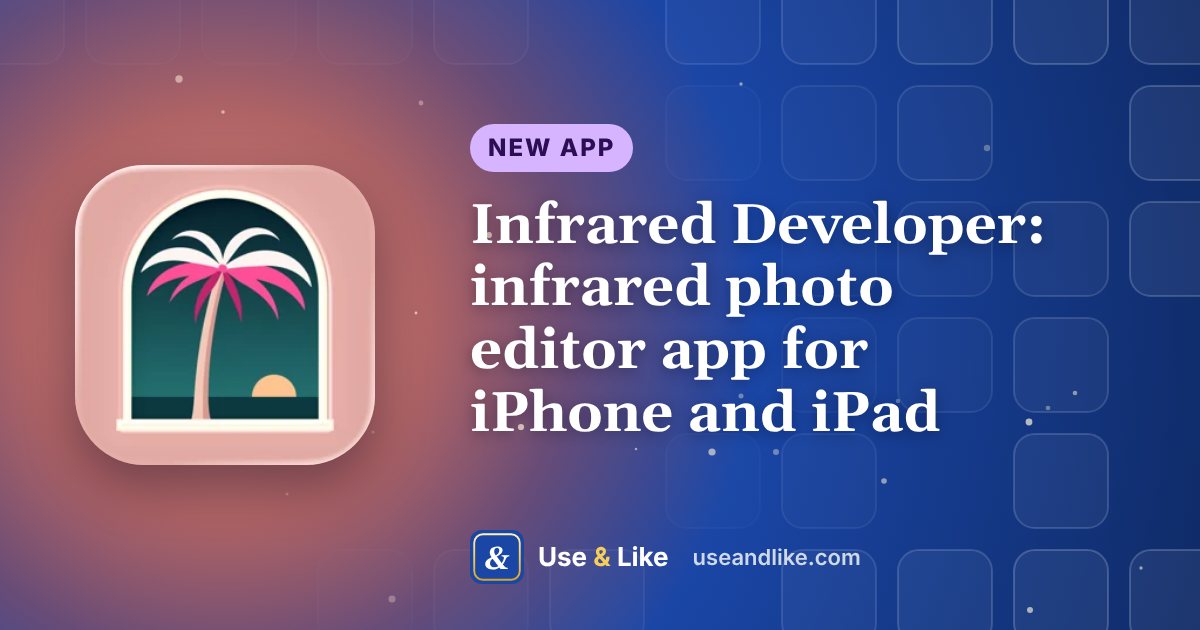 NEW APP
Infrared Developer:
infrared photo
editor app for
iPhone and iPad
&
Use & Like
useandlike.com